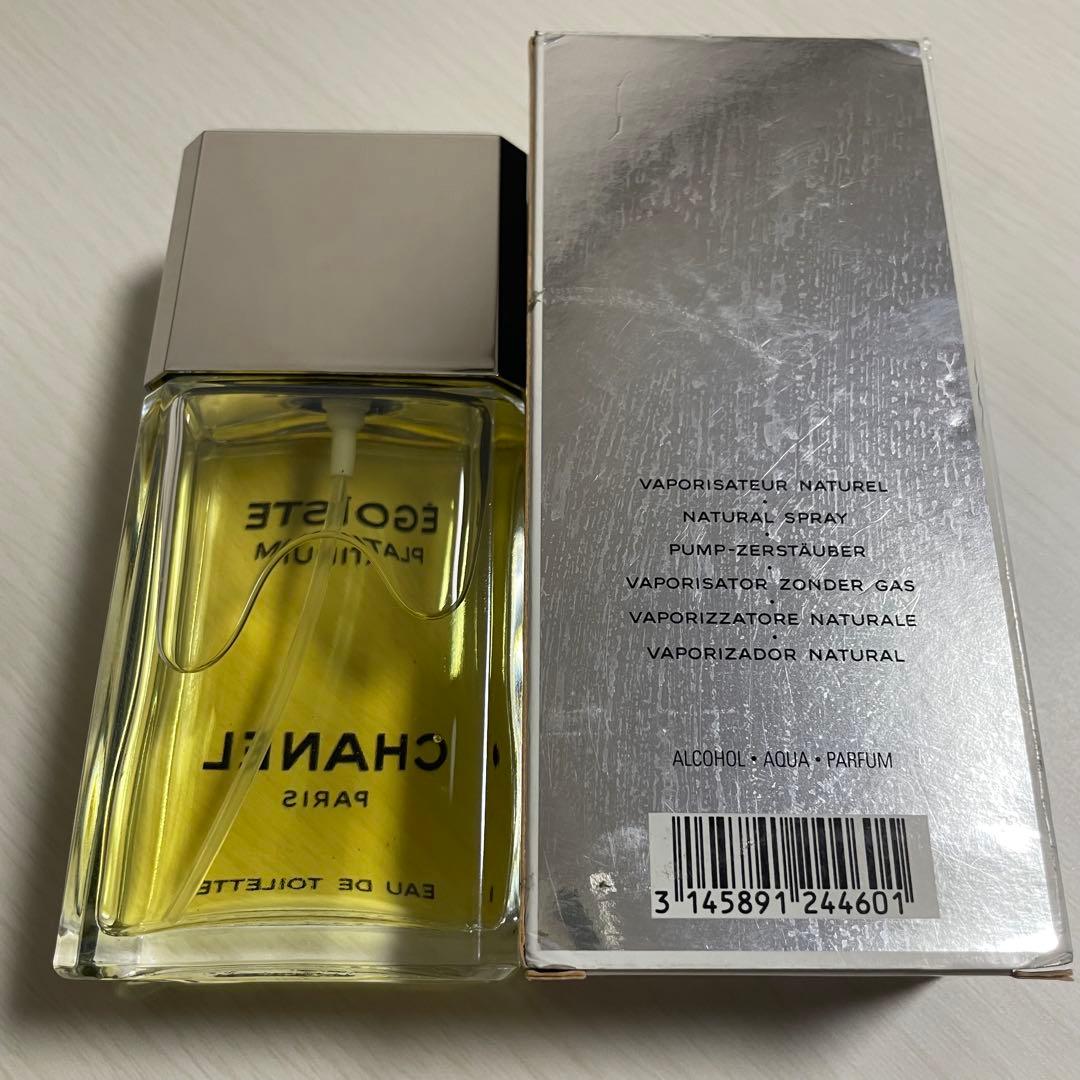 ÉGOÏSTE
PLATINUM
CHANEL
PARIS
EAU DE TOILETTE
VAPORISATEUR NATUREL
•
NATURAL SPRAY
•
PUMP-ZERSTÄUBER
•
VAPORISATOR ZONDER GAS
•
VAPORIZZATORE NATURALE
•
VAPORIZADOR NATURAL
ALCOHOL • AQUA • PARFUM
3 145891 244601